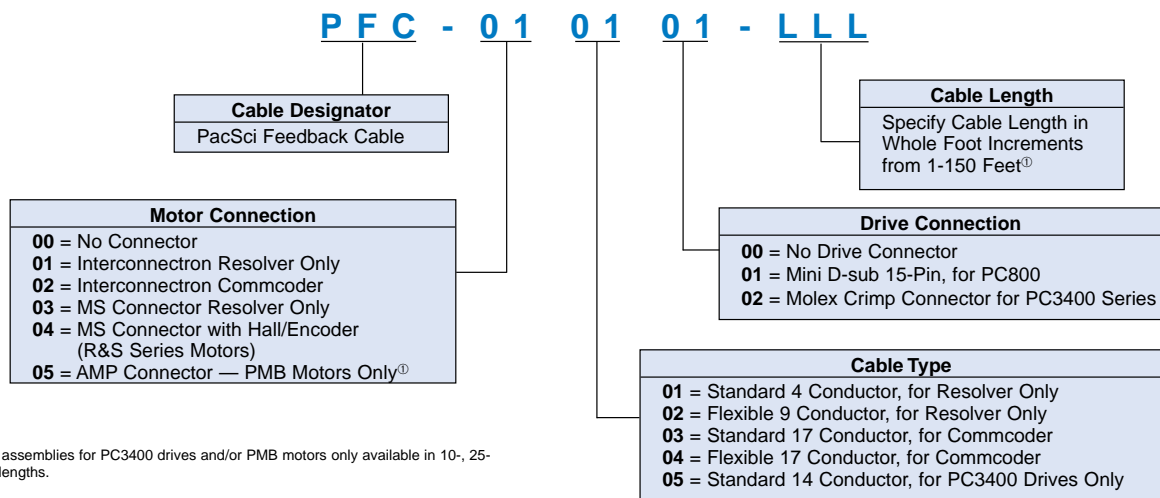 PFC - 01 01 01 - LLL
Cable Designator
PacSci Feedback Cable
Cable Length
Specify Cable Length in
Whole Foot Increments
from 1-150 Feet①
Motor Connection
00 = No Connector
01 = Interconnectron Resolver Only
02 = Interconnectron Commcoder
03 = MS Connector Resolver Only
04 = MS Connector with Hall/Encoder
(R&S Series Motors)
05 = AMP Connector — PMB Motors Only①
Drive Connection
00 = No Drive Connector
01 = Mini D-sub 15-Pin, for PC800
02 = Molex Crimp Connector for PC3400 Series
Cable Type
01 = Standard 4 Conductor, for Resolver Only
02 = Flexible 9 Conductor, for Resolver Only
03 = Standard 17 Conductor, for Commcoder
04 = Flexible 17 Conductor, for Commcoder
05 = Standard 14 Conductor, for PC3400 Drives Only
assemblies for PC3400 drives and/or PMB motors only available in 10-, 25-
lengths.